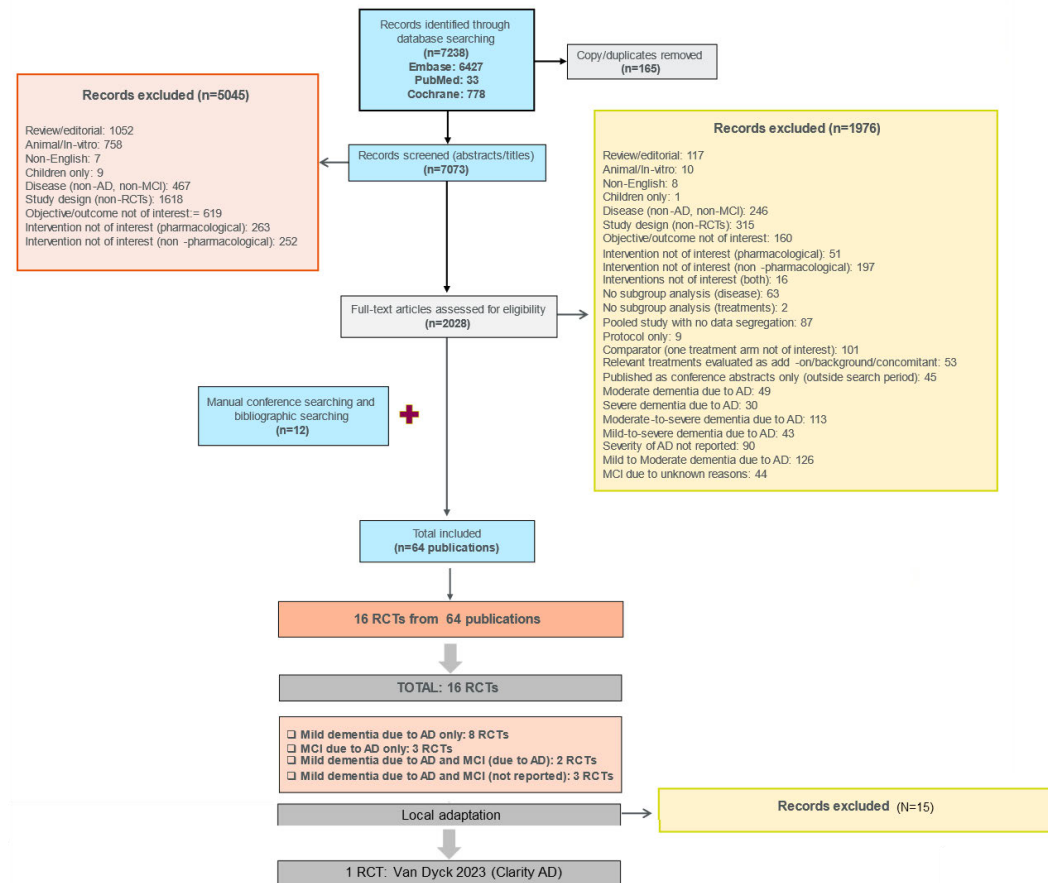 Records identified through
database searching
(n=7238)
Embase: 6427
PubMed: 33
Cochrane: 778
Copy/duplicates removed
(n=165)
Records excluded (n=5045)
Review/editorial: 1052
Animal/In-vitro: 758
Non-English: 7
Children only: 9
Disease (non-AD, non-MCI): 467
Study design (non-RCTs): 1618
Objective/outcome not of interest:= 619
Intervention not of interest (pharmacological): 263
Intervention not of interest (non -pharmacological): 252
Records screened (abstracts/titles)
(n=7073)
Records excluded (n=1976)
Review/editorial: 117
Animal/In-vitro: 10
Non-English: 8
Children only: 1
Disease (non-AD, non-MCI): 246
Study design (non-RCTs): 315
Objective/outcome not of interest: 160
Intervention not of interest (pharmacological): 51
Intervention not of interest (non -pharmacological): 197
Interventions not of interest (both): 16
No subgroup analysis (disease): 63
No subgroup analysis (treatments): 2
Pooled study with no data segregation: 87
Protocol only: 9
Comparator (one treatment arm not of interest): 101
Relevant treatments evaluated as add -on/background/concomitant: 53
Published as conference abstracts only (outside search period): 45
Moderate dementia due to AD: 49
Severe dementia due to AD: 30
Moderate-to-severe dementia due to AD: 113
Mild-to-severe dementia due to AD: 43
Severity of AD not reported: 90
Mild to Moderate dementia due to AD: 126
MCI due to unknown reasons: 44
Full-text articles assessed for eligibility
(n=2028)
Manual conference searching and
bibliographic searching
(n=12)
Total included
(n=64 publications)
16 RCTs from 64 publications
TOTAL: 16 RCTs
❑ Mild dementia due to AD only: 8 RCTs
❑ MCI due to AD only: 3 RCTs
❑ Mild dementia due to AD and MCI (due to AD): 2 RCTs
❑ Mild dementia due to AD and MCI (not reported): 3 RCTs
Local adaptation
Records excluded (N=15)
1 RCT: Van Dyck 2023 (Clarity AD)